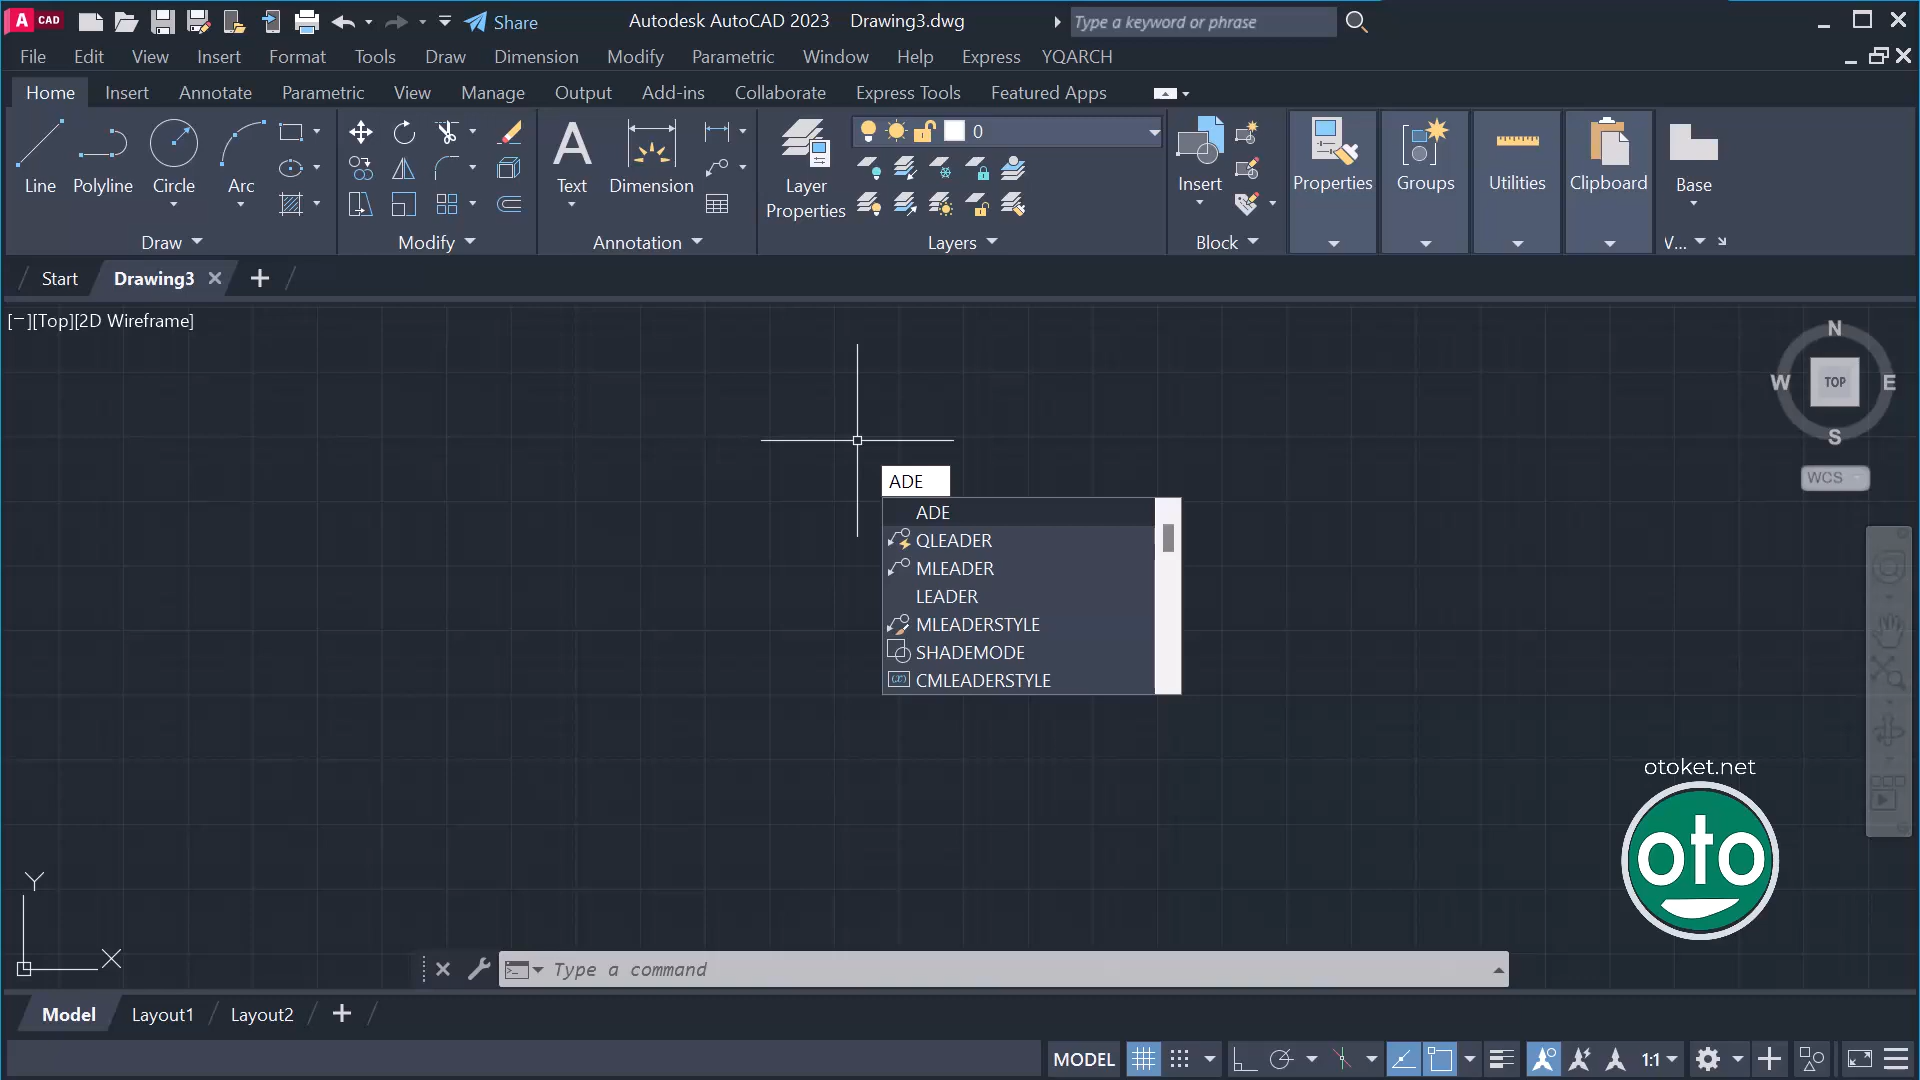 A CAD Share Autodesk AutoCAD 2023 Drawing3.dwg Type a keyword or phrase
File Edit View Insert Format Tools Draw Dimension Modify Parametric Window Help Express YQARCH
Home Insert Annotate Parametric View Manage Output Add-ins Collaborate Express Tools Featured Apps
A 0
Line Polyline Circle Arc Text Dimension Layer Properties Insert Properties Groups Utilities Clipboard Base
Draw Modify Annotation Layers Block V...
Start Drawing3
[−][Top][2D Wireframe]
N
W TOP E
S
WCS
ADE
ADE
QLEADER
MLEADER
LEADER
MLEADERSTYLE
SHADEMODE
CMLEADERSTYLE
otoket.net
oto
Y
X
Type a command
Model Layout1 Layout2
MODEL 1:1